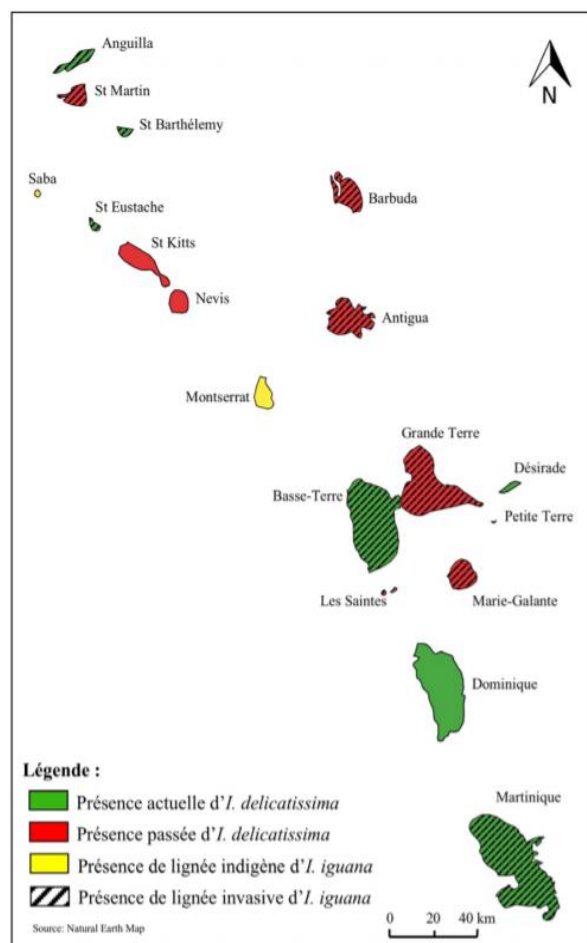 Anguilla
N
St Martin
St Barthélemy
Saba
Barbuda
St Eustache
St Kitts
Nevis
Antigua
Montserrat
Grande Terre
Désirade
Basse-Terre
Petite Terre
Les Saintes
Marie-Galante
Dominique
Légende :
Martinique
Présence actuelle d'I. delicatissima
Présence passée d'I. delicatissima
Présence de lignée indigène d'I. iguana
Présence de lignée invasive d'I. iguana
Source: Natural Earth Map
0 20 40 km